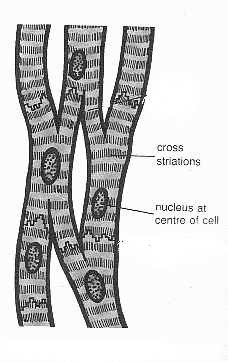 cross
striations
nucleus at
centre of cell